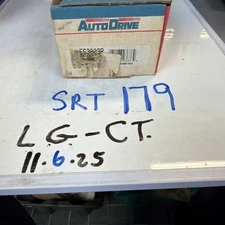 AUTODRIVE
SRT 179
L.G-CT.
11.6.25